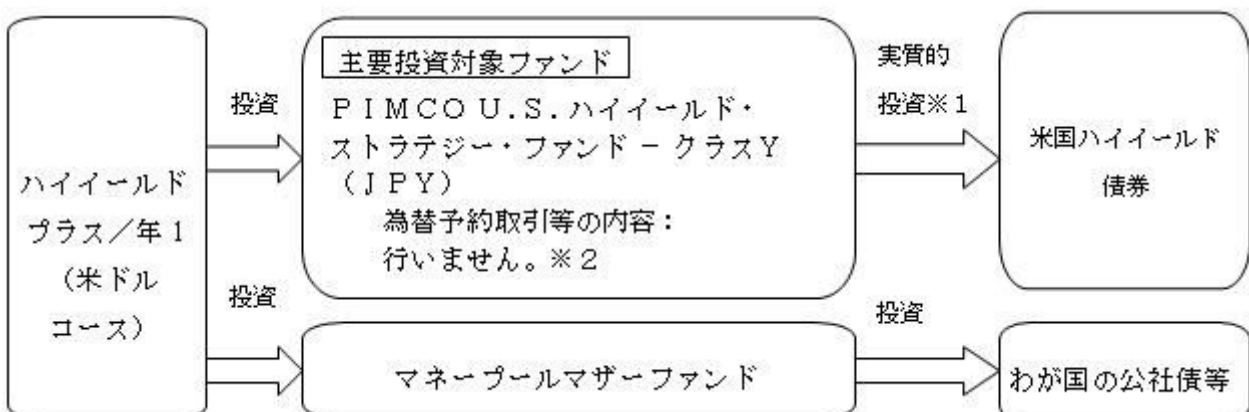 ハイイールド
プラス／年１
（米ドル
コース）
投資
主要投資対象ファンド
ＰＩＭＣＯ Ｕ.Ｓ.ハイイールド・
ストラテジー・ファンド － クラスＹ
（ＪＰＹ）
為替予約取引等の内容：
行いません。※２
実質的
投資※１
米国ハイイールド
債券
投資
マネープールマザーファンド
投資
わが国の公社債等